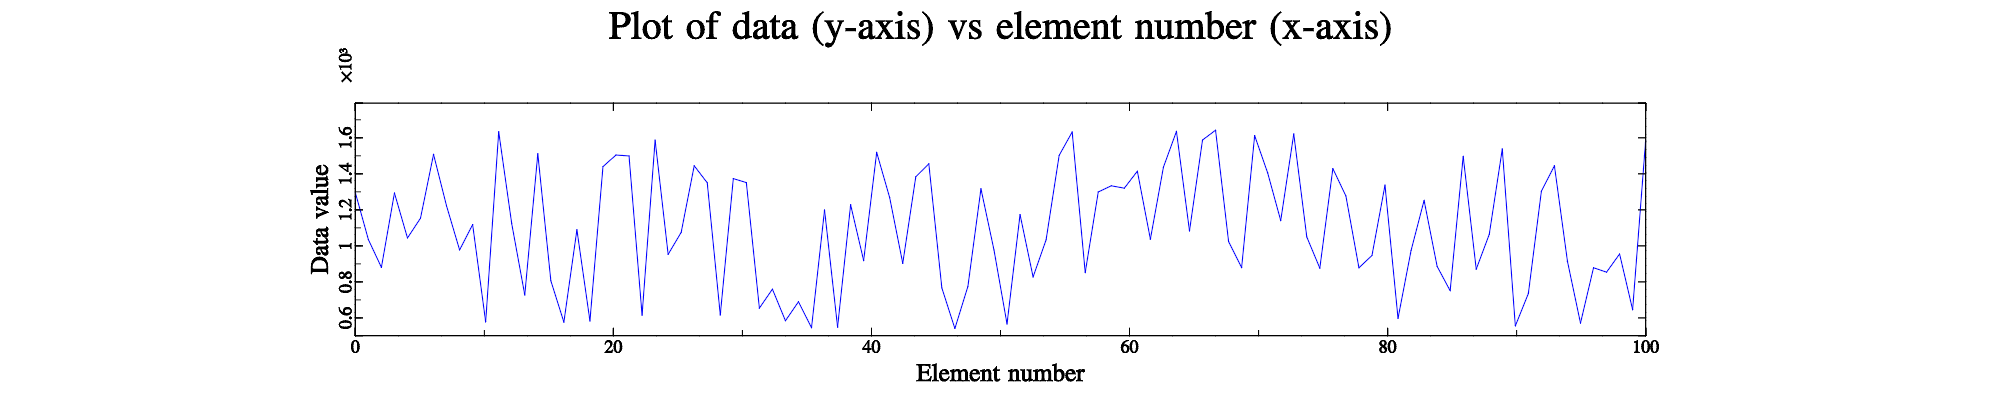 Plot of data (y-axis) vs element number (x-axis)
×10³
1.6
1.4
1.2
1
0.8
0.6
Data value
0 20 40 60 80 100
Element number